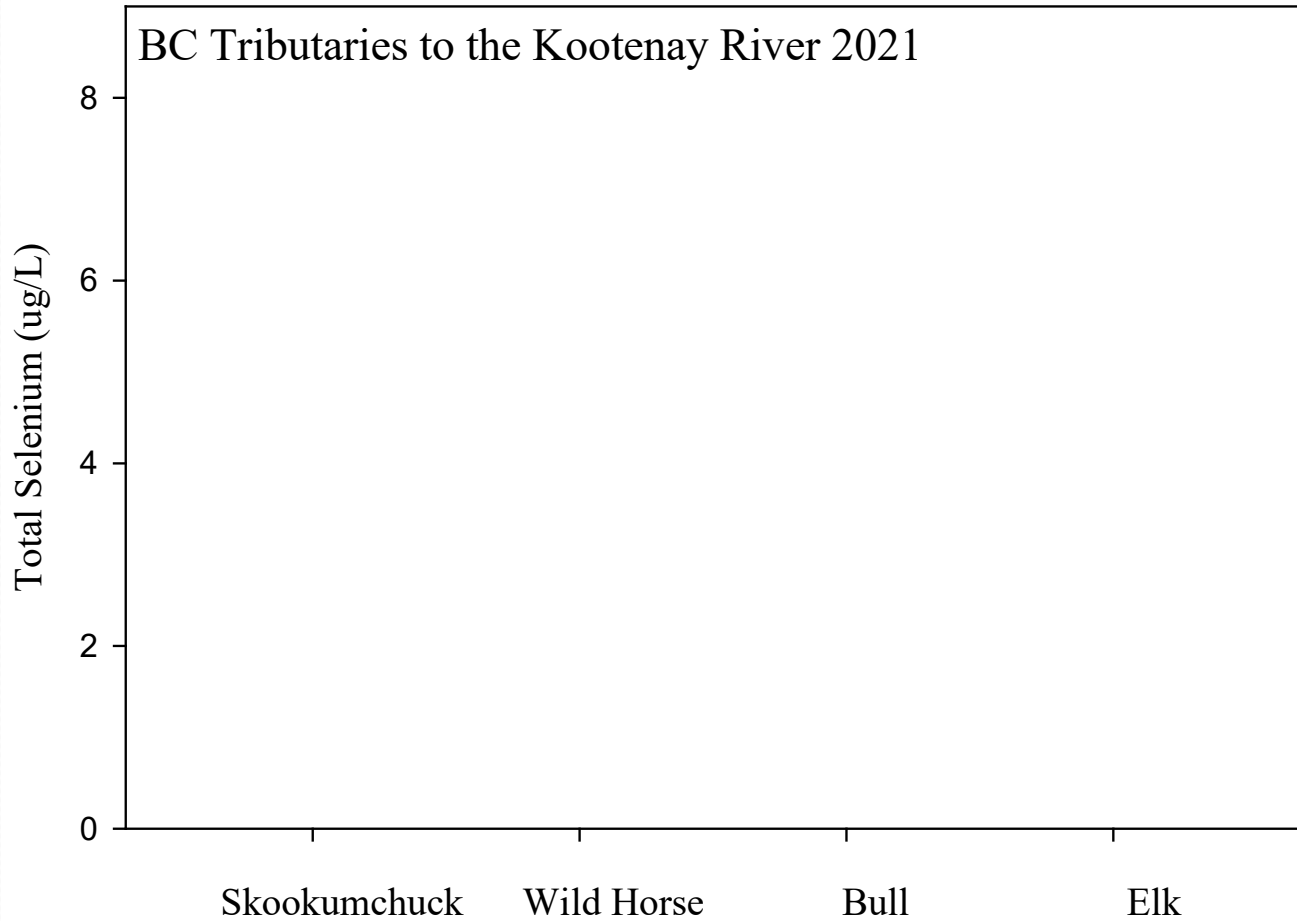 BC Tributaries to the Kootenay River 2021
Total Selenium (ug/L)
8
6
4
2
0
Skookumchuck Wild Horse Bull Elk